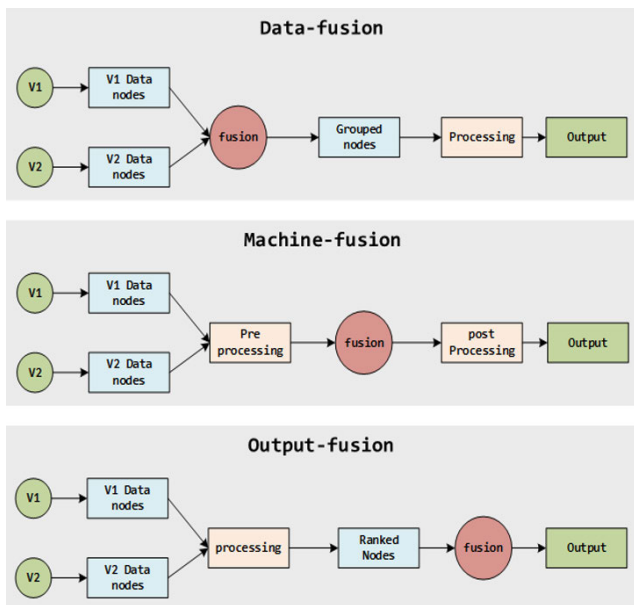 Data-fusion
V1
V1 Data
nodes
V2
V2 Data
nodes
fusion
Grouped
nodes
Processing
Output
Machine-fusion
V1
V1 Data
nodes
V2
V2 Data
nodes
Pre
processing
fusion
post
Processing
Output
Output-fusion
V1
V1 Data
nodes
V2
V2 Data
nodes
processing
Ranked
Nodes
fusion
Output